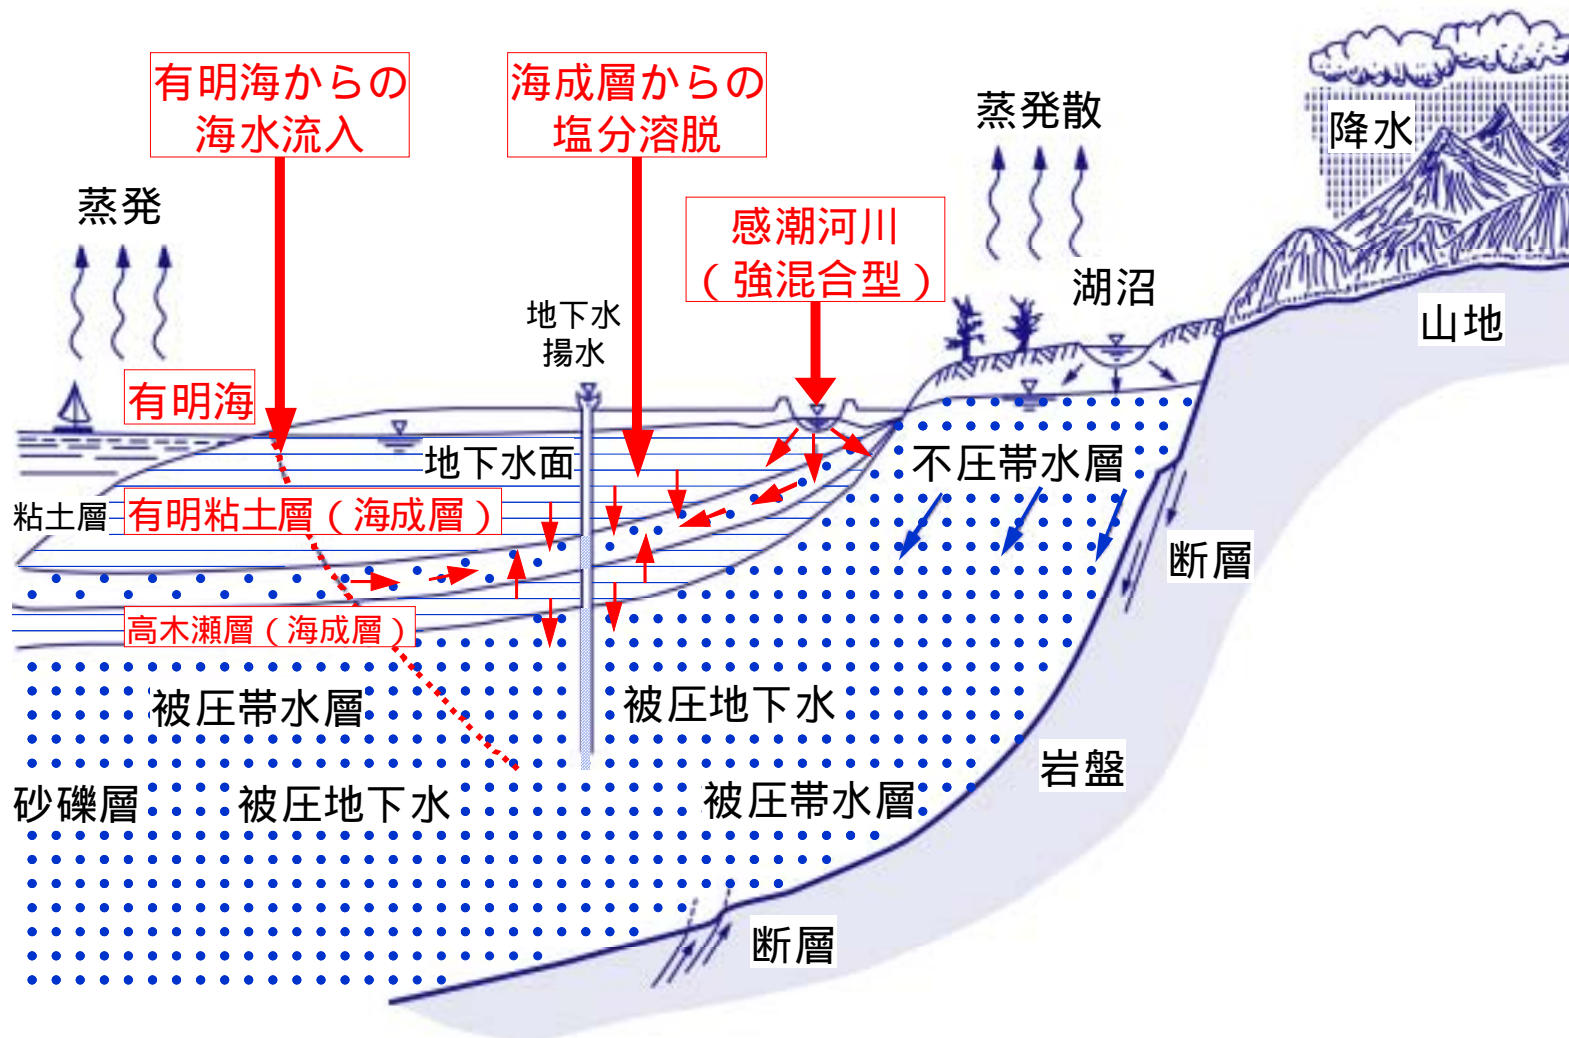 有明海からの
海水流入
海成層からの
塩分溶脱
蒸発散
降水
蒸発
感潮河川
（強混合型）
湖沼
地下水
揚水
山地
有明海
地下水面
不圧帯水層
粘土層
有明粘土層（海成層）
断層
高木瀬層（海成層）
被圧帯水層
被圧地下水
岩盤
砂礫層
被圧地下水
被圧帯水層
断層